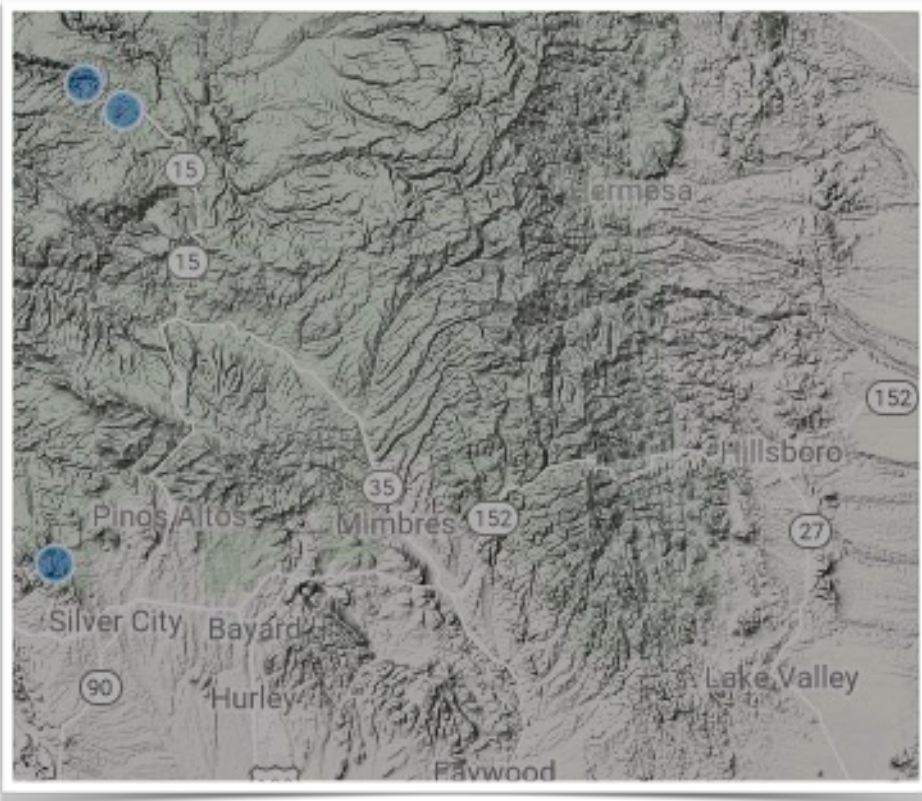 15
Hermosa
15
152
Hillsboro
35
Pinos Altos
Mimbres
152
27
Silver City
Bayard
Lake Valley
90
Hurley
Faywood